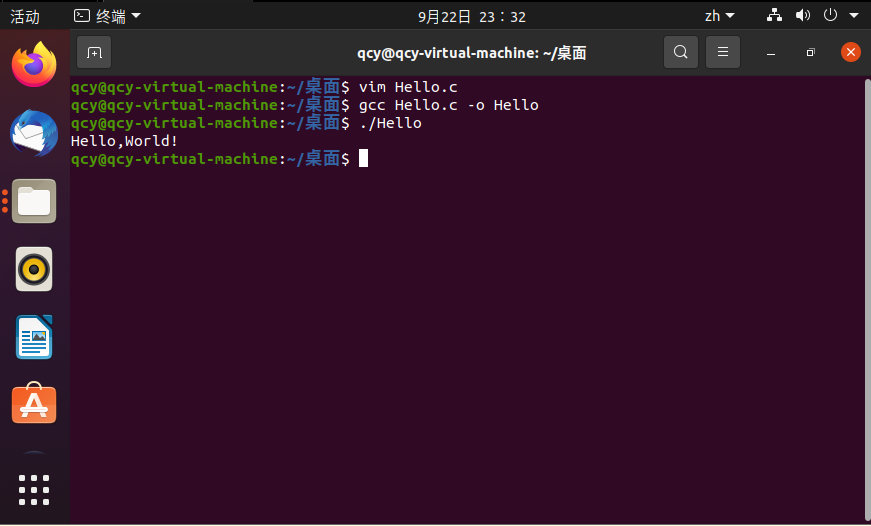 活动 终端 9月22日 23：32 zh
qcy@qcy-virtual-machine: ~/桌面
qcy@qcy-virtual-machine:~/桌面$ vim Hello.c
qcy@qcy-virtual-machine:~/桌面$ gcc Hello.c -o Hello
qcy@qcy-virtual-machine:~/桌面$ ./Hello
Hello,World!
qcy@qcy-virtual-machine:~/桌面$